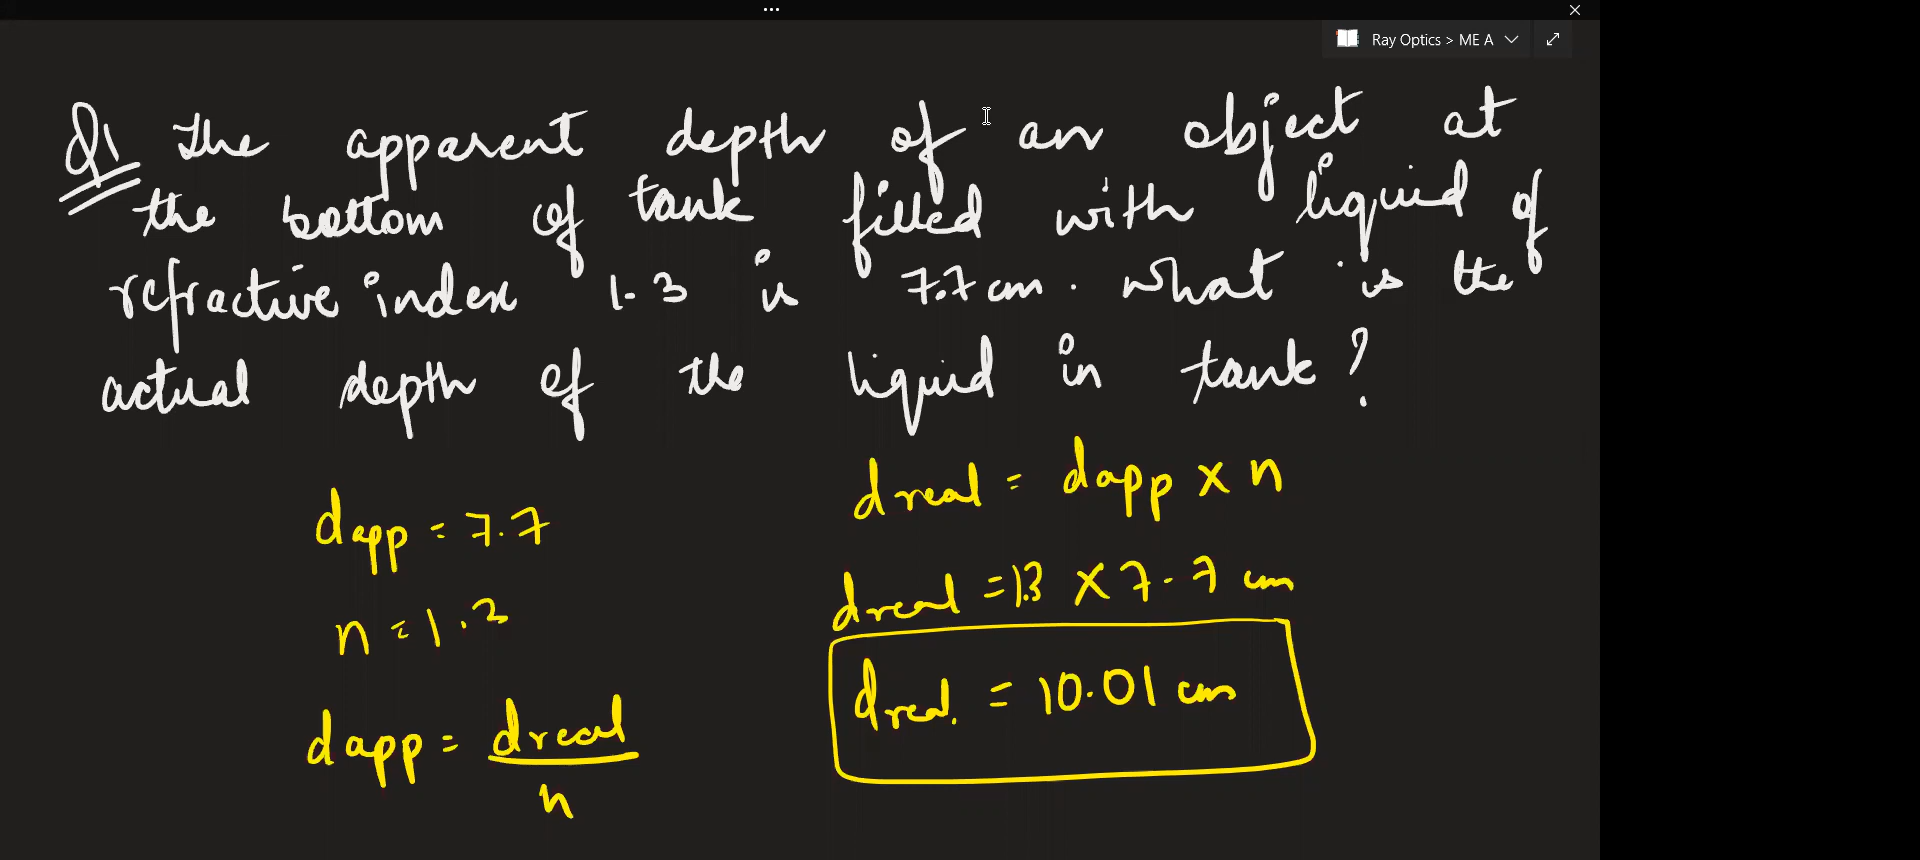 Ray Optics > ME A
Q1 The apparent depth of an object at
the bottom of tank filled with liquid of
refractive index 1.3 is 7.7 cm. What is the
actual depth of the liquid in tank?
dapp = 7.7
n = 1.3
dapp = dreal
n
dreal = dapp x n
dreal = 1.3 x 7.7 cm
dreal. = 10.01 cm